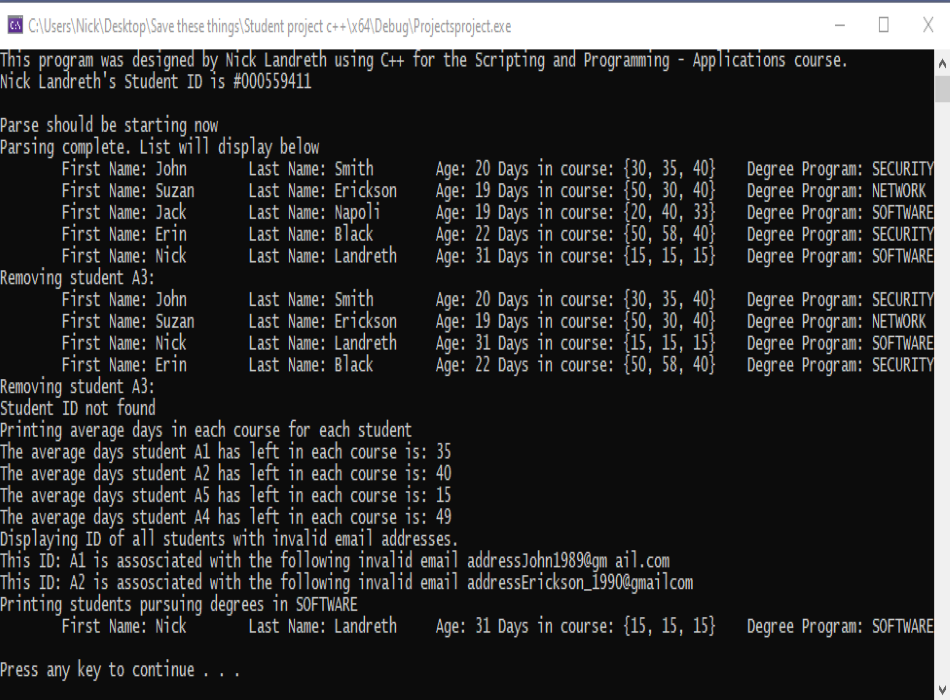 C:\Users\Nick\Desktop\Save these things\Student project c++\x64\Debug\Projectsproject.exe
This program was designed by Nick Landreth using C++ for the Scripting and Programming - Applications course.
Nick Landreth's Student ID is #000559411
Parse should be starting now
Parsing complete. List will display below
First Name: John Last Name: Smith Age: 20 Days in course: {30, 35, 40} Degree Program: SECURITY
First Name: Suzan Last Name: Erickson Age: 19 Days in course: {50, 30, 40} Degree Program: NETWORK
First Name: Jack Last Name: Napoli Age: 19 Days in course: {20, 40, 33} Degree Program: SOFTWARE
First Name: Erin Last Name: Black Age: 22 Days in course: {50, 58, 40} Degree Program: SECURITY
First Name: Nick Last Name: Landreth Age: 31 Days in course: {15, 15, 15} Degree Program: SOFTWARE
Removing student A3:
First Name: John Last Name: Smith Age: 20 Days in course: {30, 35, 40} Degree Program: SECURITY
First Name: Suzan Last Name: Erickson Age: 19 Days in course: {50, 30, 40} Degree Program: NETWORK
First Name: Nick Last Name: Landreth Age: 31 Days in course: {15, 15, 15} Degree Program: SOFTWARE
First Name: Erin Last Name: Black Age: 22 Days in course: {50, 58, 40} Degree Program: SECURITY
Removing student A3:
Student ID not found
Printing average days in each course for each student
The average days student A1 has left in each course is: 35
The average days student A2 has left in each course is: 40
The average days student A5 has left in each course is: 15
The average days student A4 has left in each course is: 49
Displaying ID of all students with invalid email addresses.
This ID: A1 is assosciated with the following invalid email addressJohn1989@gm ail.com
This ID: A2 is assosciated with the following invalid email addressErickson_1990@gmailcom
Printing students pursuing degrees in SOFTWARE
First Name: Nick Last Name: Landreth Age: 31 Days in course: {15, 15, 15} Degree Program: SOFTWARE
Press any key to continue . . .